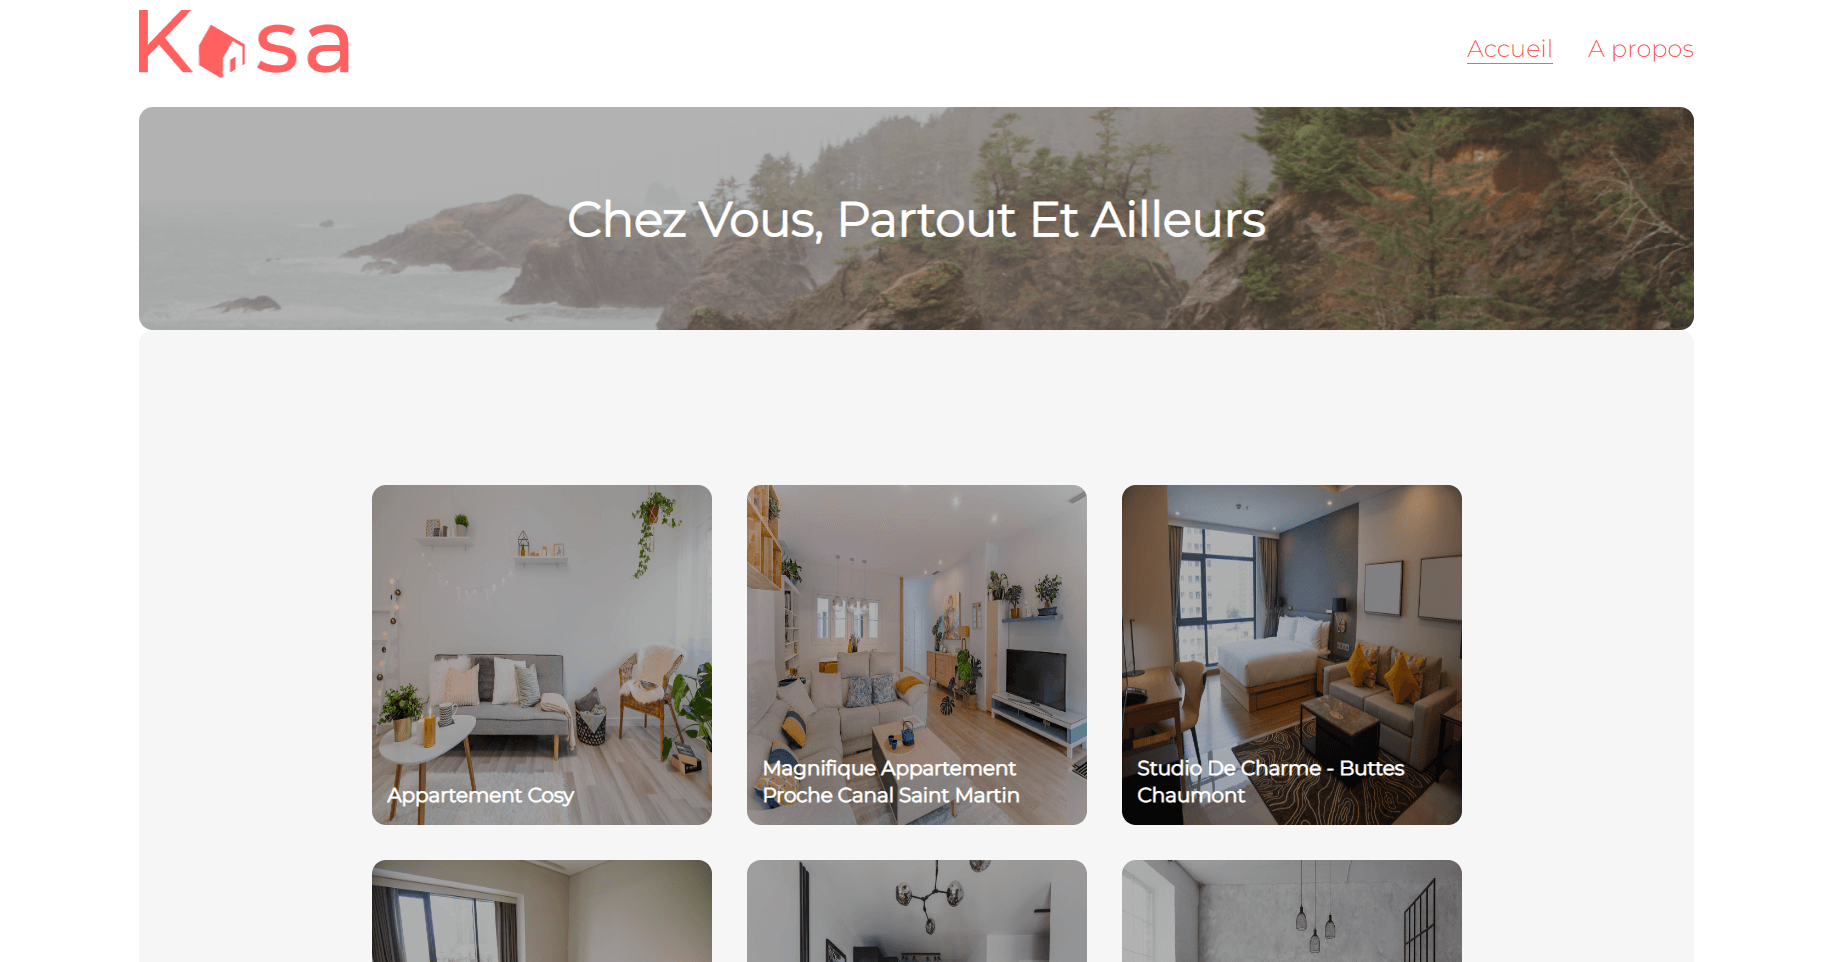 Kasa
Accueil
A propos
Chez Vous, Partout Et Ailleurs
Appartement Cosy
Magnifique Appartement
Proche Canal Saint Martin
Studio De Charme - Buttes
Chaumont